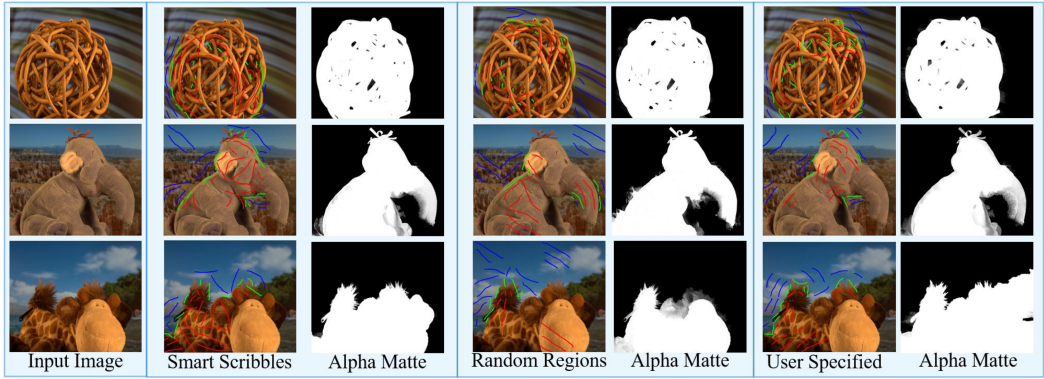 Input Image
Smart Scribbles
Alpha Matte
Random Regions
Alpha Matte
User Specified
Alpha Matte